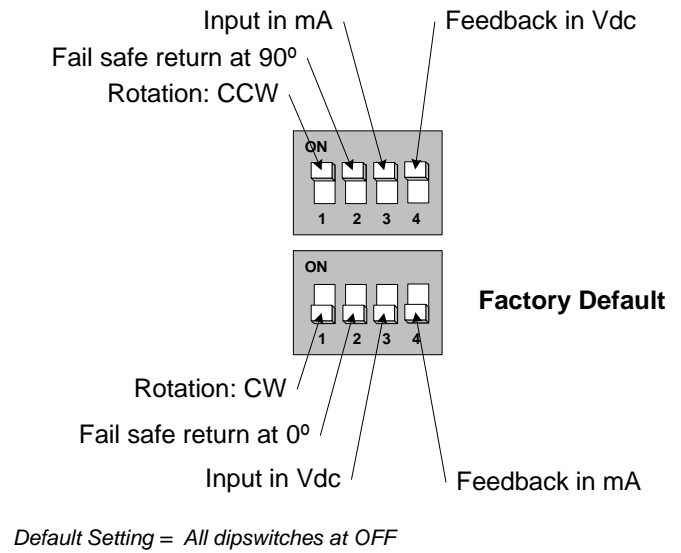 Input in mA
Feedback in Vdc
Fail safe return at 90º
Rotation: CCW
ON
1 2 3 4
ON
Factory Default
1 2 3 4
Rotation: CW
Fail safe return at 0º
Input in Vdc
Feedback in mA
Default Setting = All dipswitches at OFF